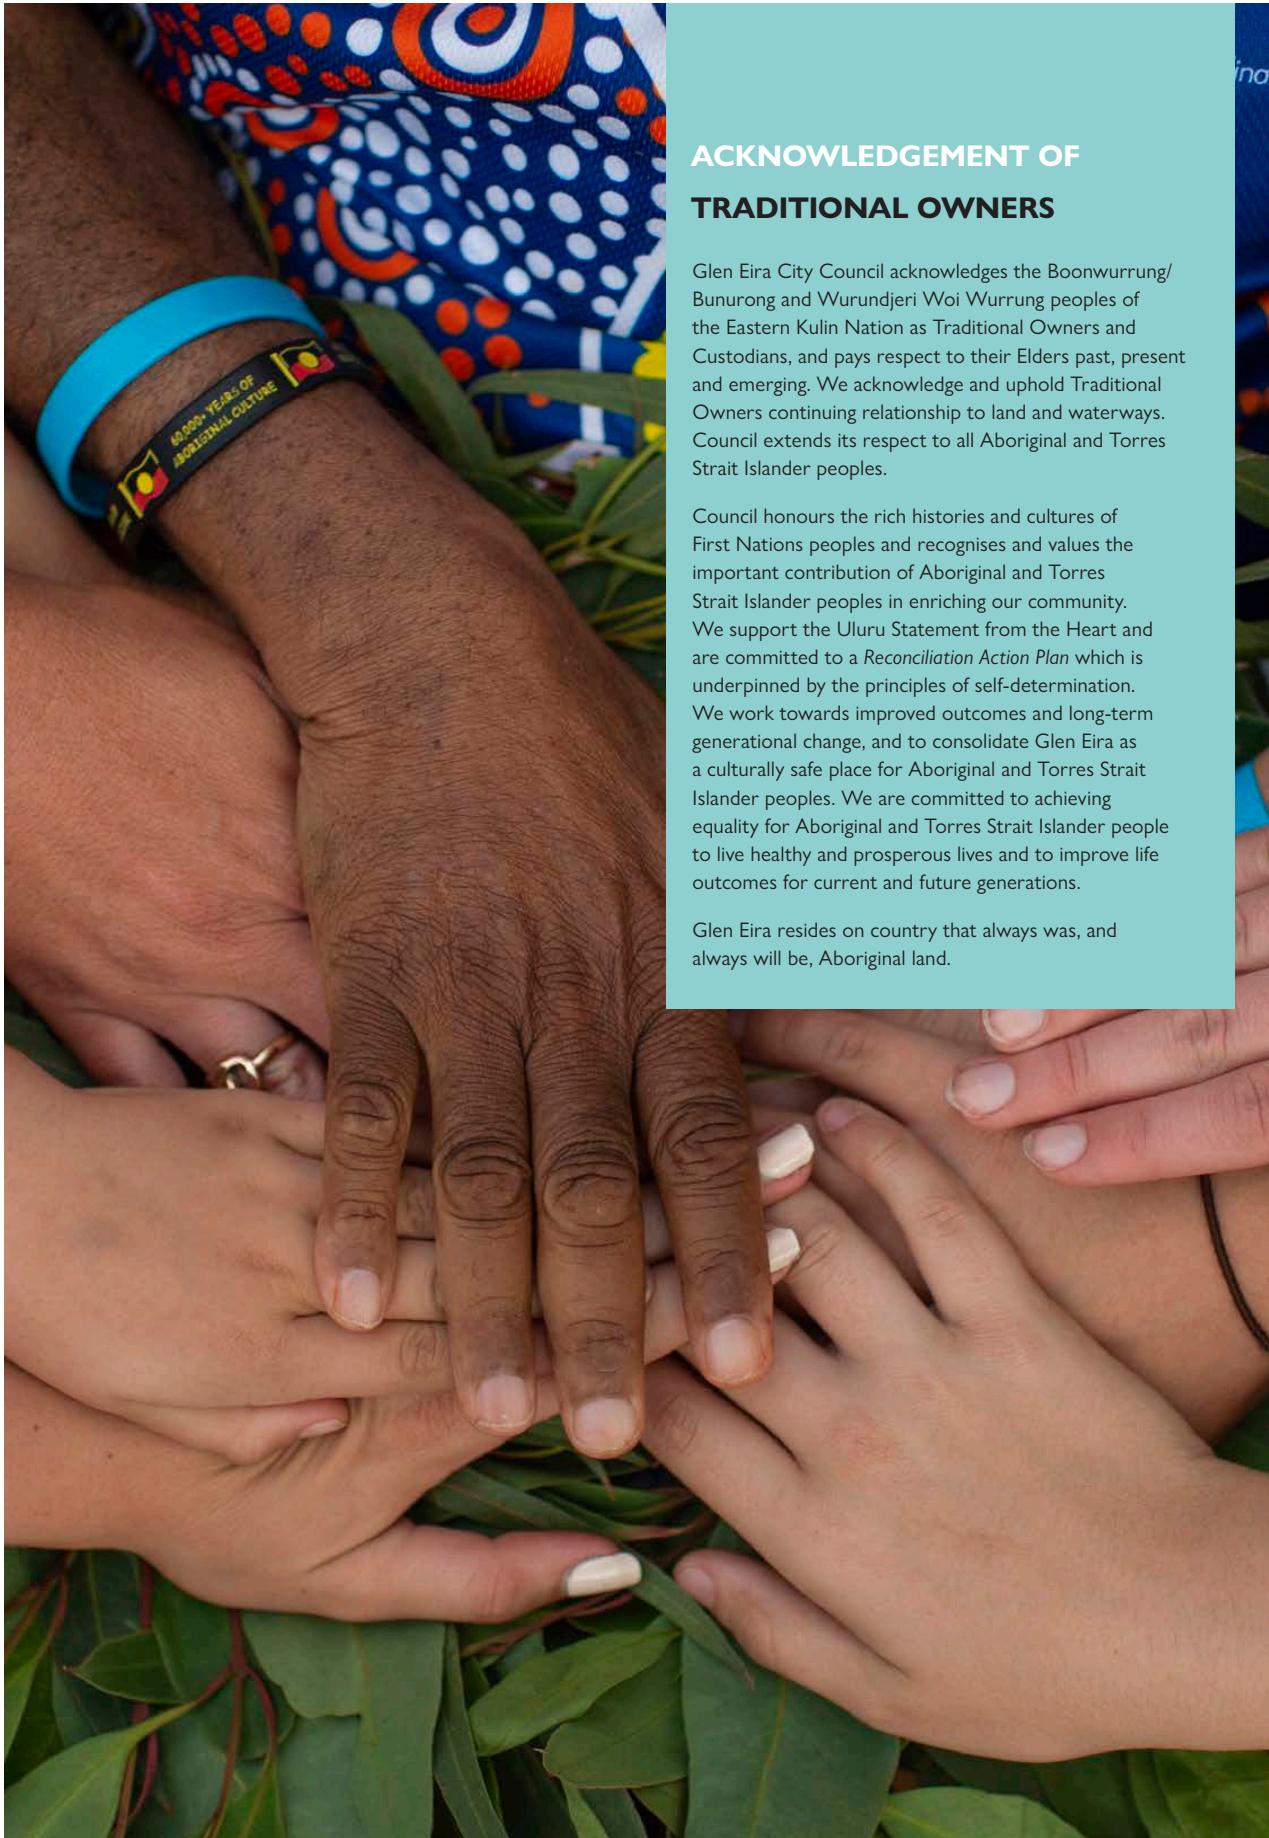 ina
ACKNOWLEDGEMENT OF
TRADITIONAL OWNERS
Glen Eira City Council acknowledges the Boonwurrung/
Bunurong and Wurundjeri Woi Wurrung peoples of
the Eastern Kulin Nation as Traditional Owners and
Custodians, and pays respect to their Elders past, present
and emerging. We acknowledge and uphold Traditional
Owners continuing relationship to land and waterways.
Council extends its respect to all Aboriginal and Torres
Strait Islander peoples.
Council honours the rich histories and cultures of
First Nations peoples and recognises and values the
important contribution of Aboriginal and Torres
Strait Islander peoples in enriching our community.
We support the Uluru Statement from the Heart and
are committed to a Reconciliation Action Plan which is
underpinned by the principles of self-determination.
We work towards improved outcomes and long-term
generational change, and to consolidate Glen Eira as
a culturally safe place for Aboriginal and Torres Strait
Islander peoples. We are committed to achieving
equality for Aboriginal and Torres Strait Islander people
to live healthy and prosperous lives and to improve life
outcomes for current and future generations.
Glen Eira resides on country that always was, and
always will be, Aboriginal land.
60,000+ YEARS OF
ABORIGINAL CULTURE